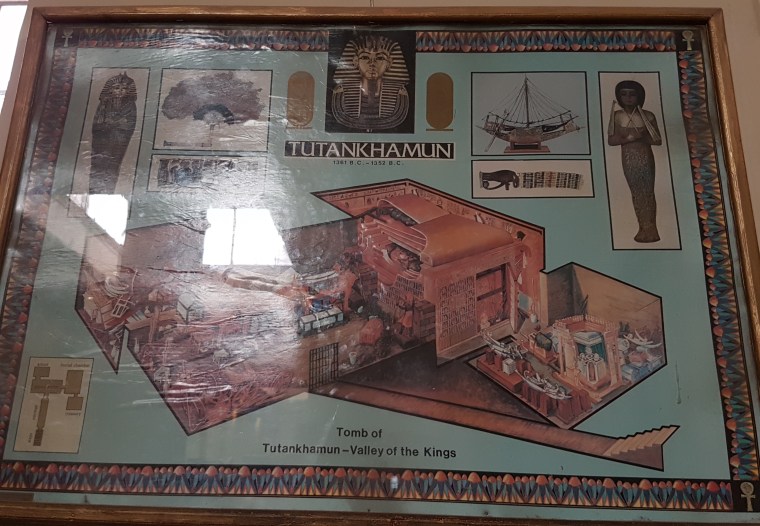 TUTANKHAMUN
1361 B.C. – 1352 B.C.
Tomb of
Tutankhamun – Valley of the Kings